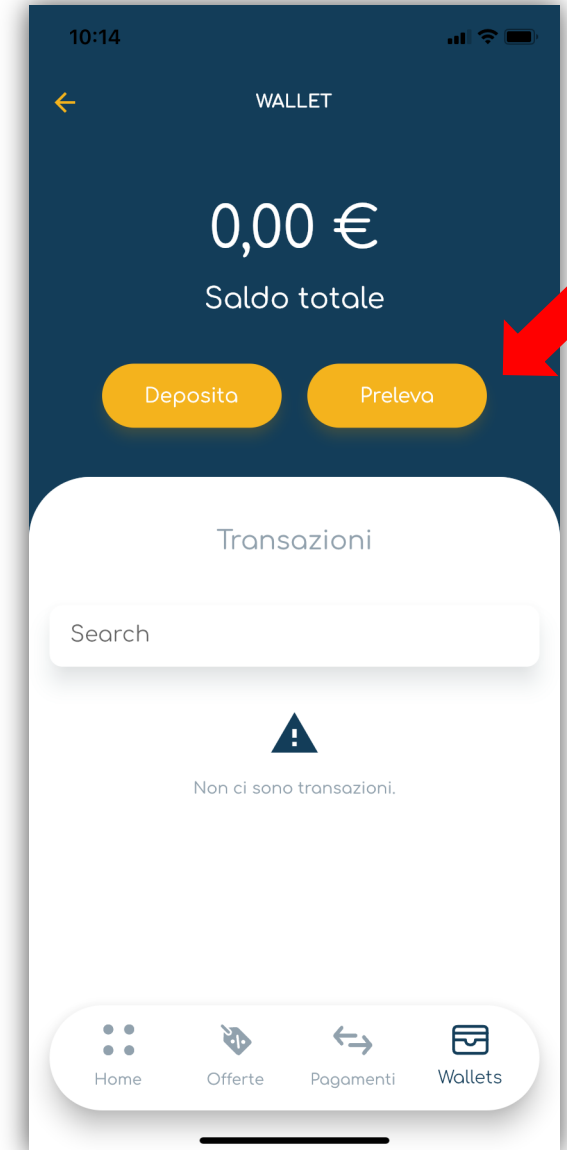 10:14
WALLET
0,00 €
Saldo totale
Deposita
Preleva
Transazioni
Search
Non ci sono transazioni.
Home
Offerte
Pagamenti
Wallets